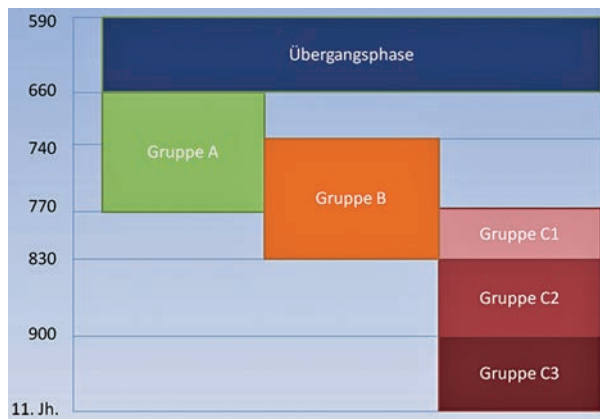 590
Übergangsphase
660
740
Gruppe A
Gruppe B
770
Gruppe C1
830
Gruppe C2
900
Gruppe C3
11. Jh.